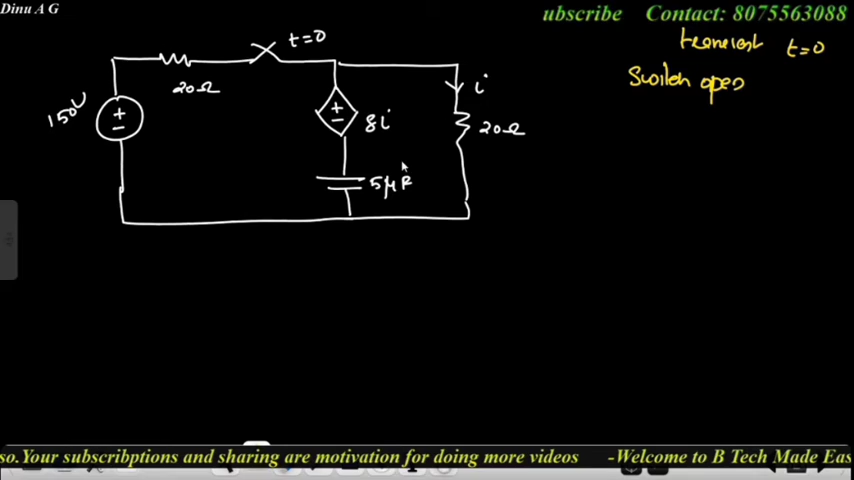 Dinu A G
ubscribe Contact: 8075563088
transient t=0
Switch open
t=0
20Ω
150V
+
−
+
−
8i
i
20Ω
5μF
so.Your subscribptions and sharing are motivation for doing more videos -Welcome to B Tech Made Eas